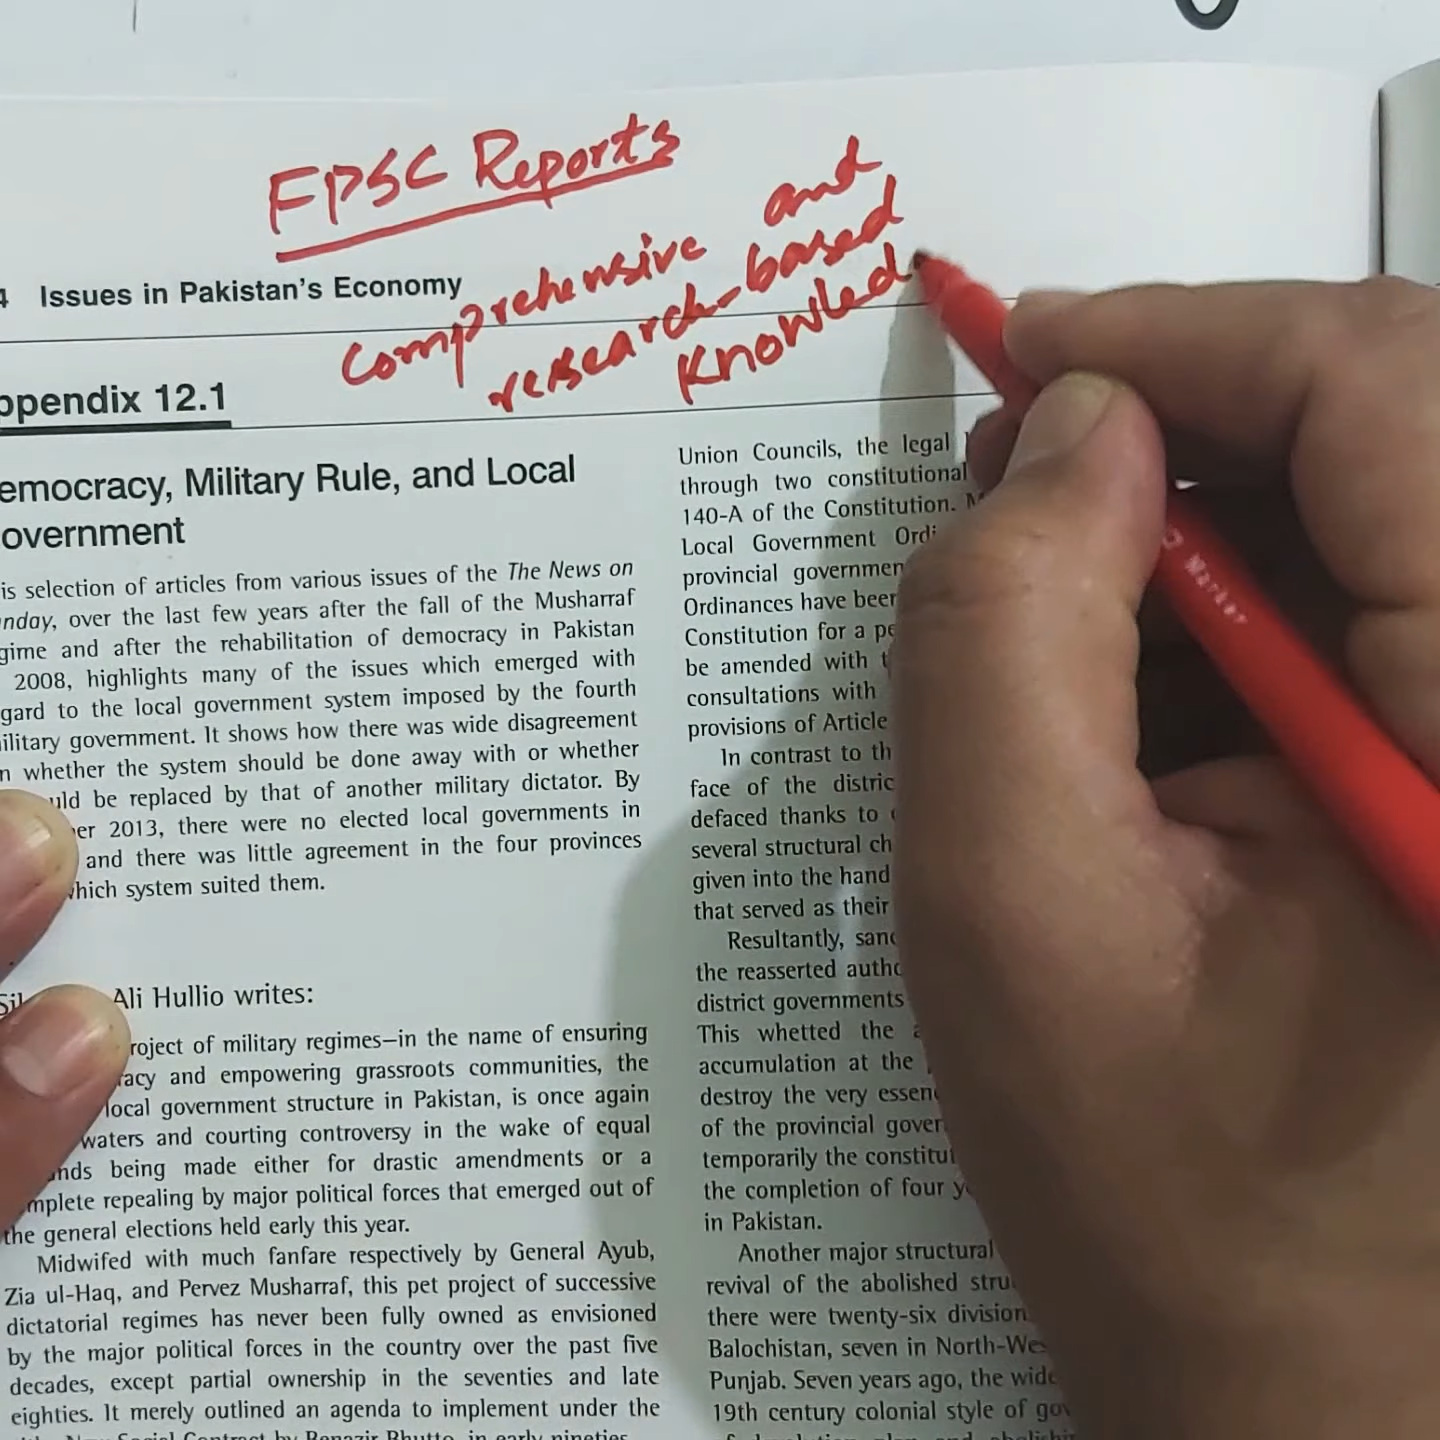 FPSC Reports
Comprehensive and
research-based
Knowled
4 Issues in Pakistan's Economy
ppendix 12.1
emocracy, Military Rule, and Local
overnment
is selection of articles from various issues of the The News on
nday, over the last few years after the fall of the Musharraf
gime and after the rehabilitation of democracy in Pakistan
2008, highlights many of the issues which emerged with
gard to the local government system imposed by the fourth
ilitary government. It shows how there was wide disagreement
n whether the system should be done away with or whether
uld be replaced by that of another military dictator. By
er 2013, there were no elected local governments in
and there was little agreement in the four provinces
which system suited them.
Ali Hullio writes:
roject of military regimes—in the name of ensuring
acy and empowering grassroots communities, the
local government structure in Pakistan, is once again
waters and courting controversy in the wake of equal
nds being made either for drastic amendments or a
mplete repealing by major political forces that emerged out of
the general elections held early this year.
Midwifed with much fanfare respectively by General Ayub,
Zia ul-Haq, and Pervez Musharraf, this pet project of successive
dictatorial regimes has never been fully owned as envisioned
by the major political forces in the country over the past five
decades, except partial ownership in the seventies and late
eighties. It merely outlined an agenda to implement under the
Social Contract by Benazir Bhutto, in early nineties
Union Councils, the legal
through two constitutional
140-A of the Constitution. M
Local Government Ordi
provincial governmen
Ordinances have been
Constitution for a pe
be amended with t
consultations with
provisions of Article
In contrast to th
face of the distric
defaced thanks to
several structural ch
given into the hand
that served as their
Resultantly, sanc
the reasserted autho
district governments
This whetted the a
accumulation at the
destroy the very essen
of the provincial gover
temporarily the constitut
the completion of four y
in Pakistan.
Another major structural
revival of the abolished stru
there were twenty-six division
Balochistan, seven in North-Wes
Punjab. Seven years ago, the wide
19th century colonial style of gov
Marker